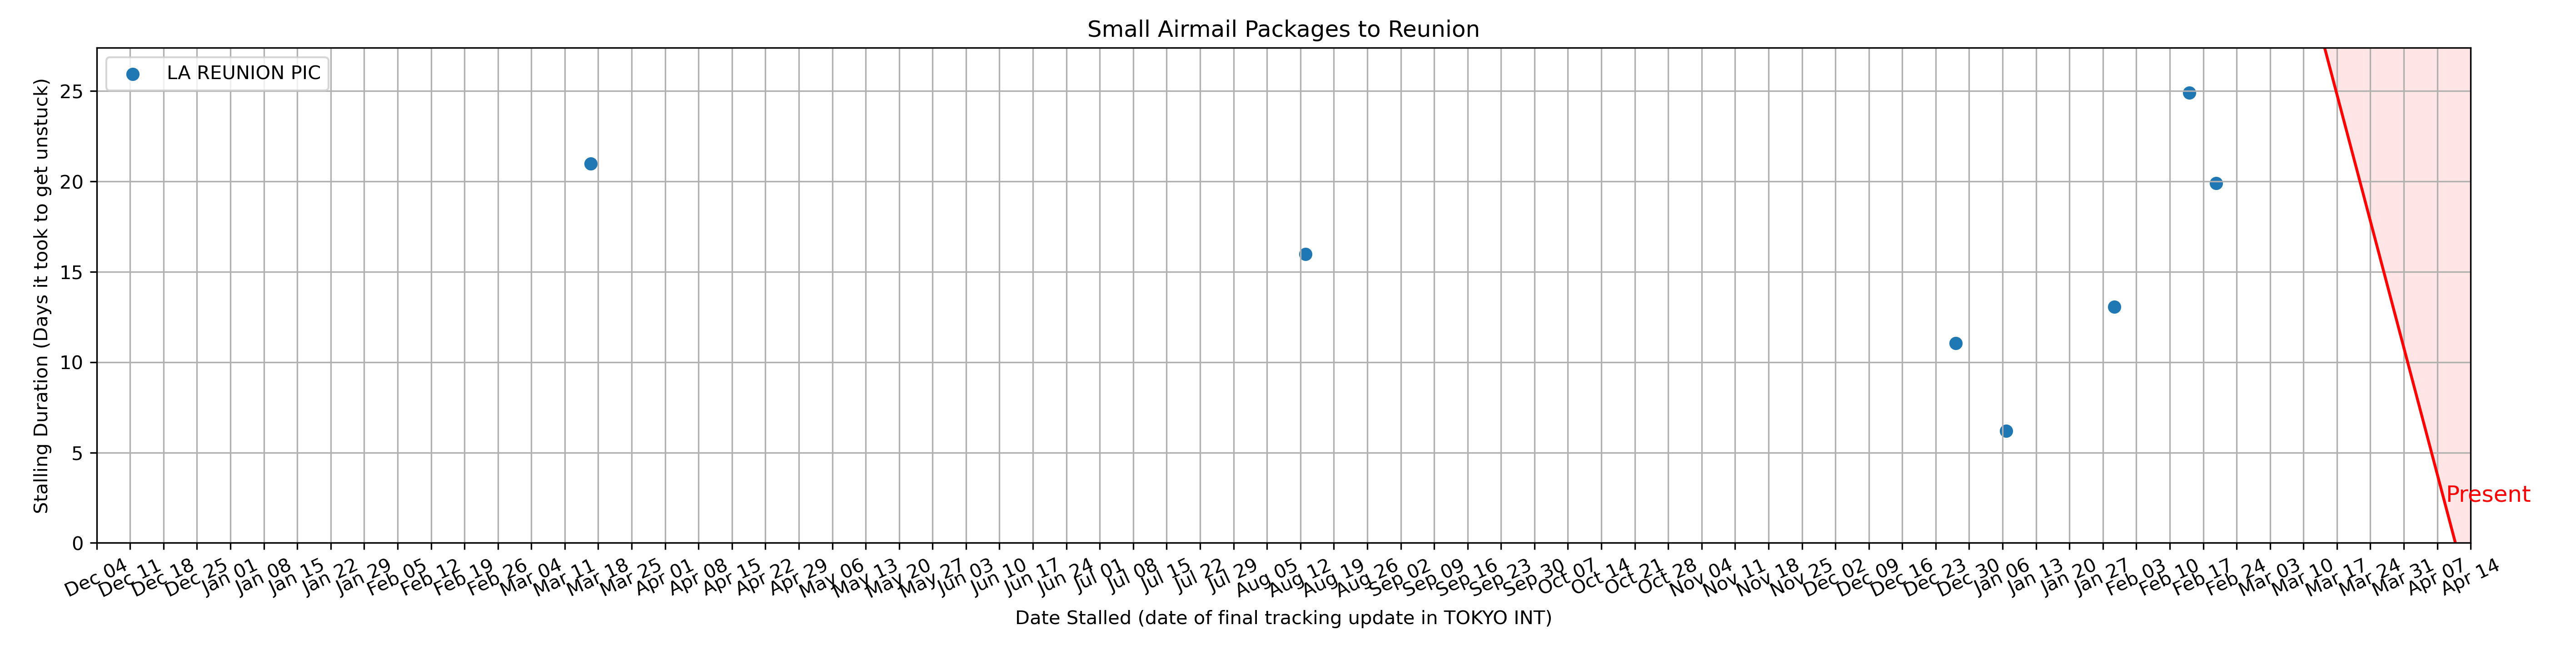 Small Airmail Packages to Reunion
LA REUNION PIC
Stalling Duration (Days it took to get unstuck)
25
20
15
10
5
0
Present
Dec 04
Dec 11
Dec 18
Dec 25
Jan 01
Jan 08
Jan 15
Jan 22
Jan 29
Feb 05
Feb 12
Feb 19
Feb 26
Mar 04
Mar 11
Mar 18
Mar 25
Apr 01
Apr 08
Apr 15
Apr 22
Apr 29
May 06
May 13
May 20
May 27
Jun 03
Jun 10
Jun 17
Jun 24
Jul 01
Jul 08
Jul 15
Jul 22
Jul 29
Aug 05
Aug 12
Aug 19
Aug 26
Sep 02
Sep 09
Sep 16
Sep 23
Sep 30
Oct 07
Oct 14
Oct 21
Oct 28
Nov 04
Nov 11
Nov 18
Nov 25
Dec 02
Dec 09
Dec 16
Dec 23
Dec 30
Jan 06
Jan 13
Jan 20
Jan 27
Feb 03
Feb 10
Feb 17
Feb 24
Mar 03
Mar 10
Mar 17
Mar 24
Mar 31
Apr 07
Apr 14
Date Stalled (date of final tracking update in TOKYO INT)